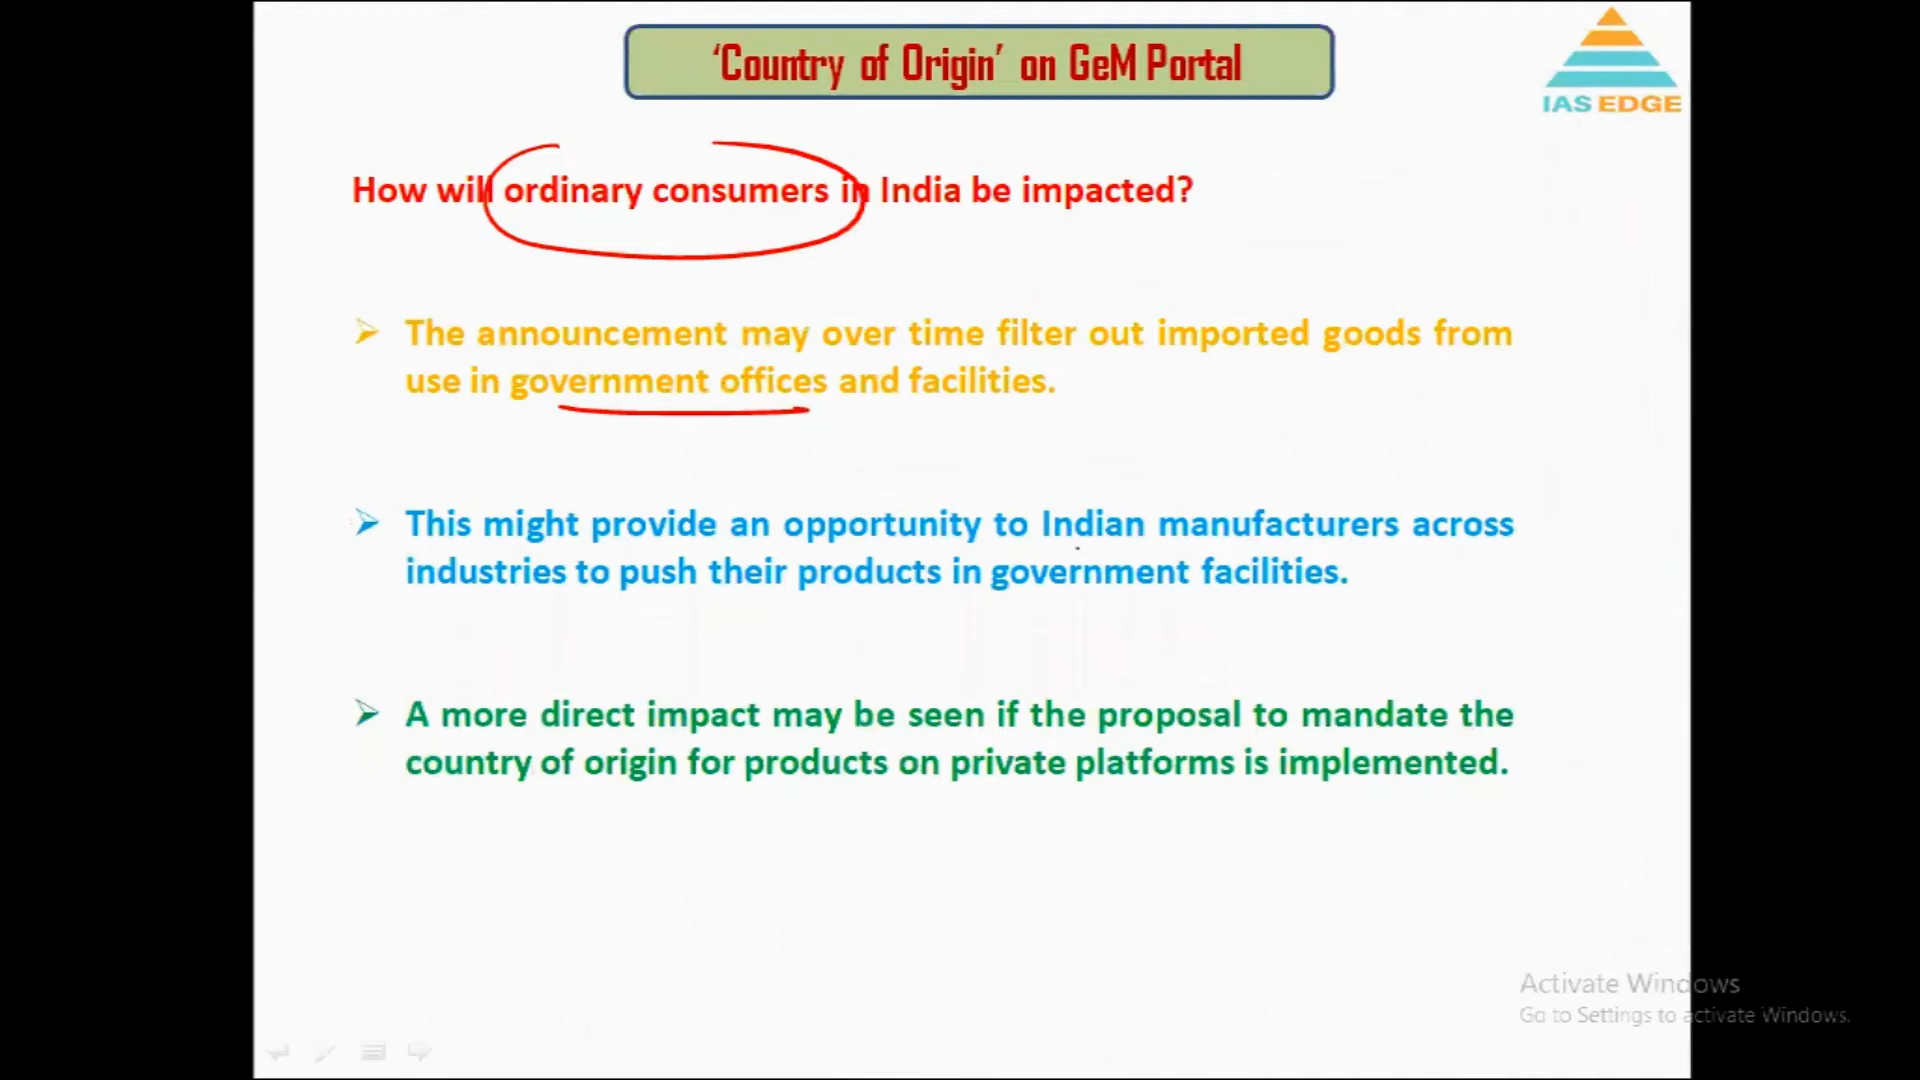 ‘Country of Origin’ on GeM Portal
IAS EDGE
How will ordinary consumers in India be impacted?
The announcement may over time filter out imported goods from
use in government offices and facilities.
This might provide an opportunity to Indian manufacturers across
industries to push their products in government facilities.
A more direct impact may be seen if the proposal to mandate the
country of origin for products on private platforms is implemented.
Activate Windows
Go to Settings to activate Windows.